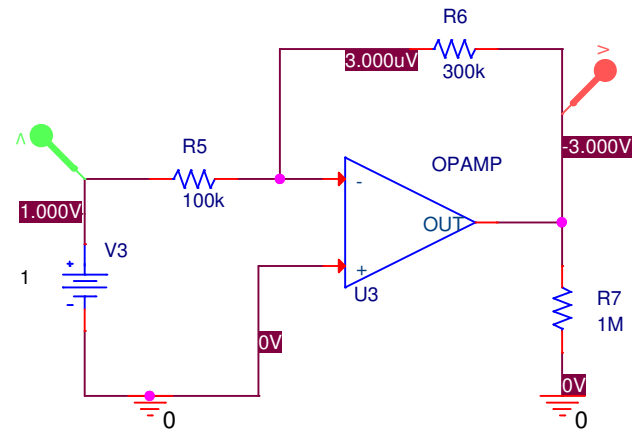 R6
3.000uV
300k
V
V
R5
OPAMP
-3.000V
100k
-
1.000V
OUT
+
V3
+
1
-
U3
R7
1M
0V
0V
0
0